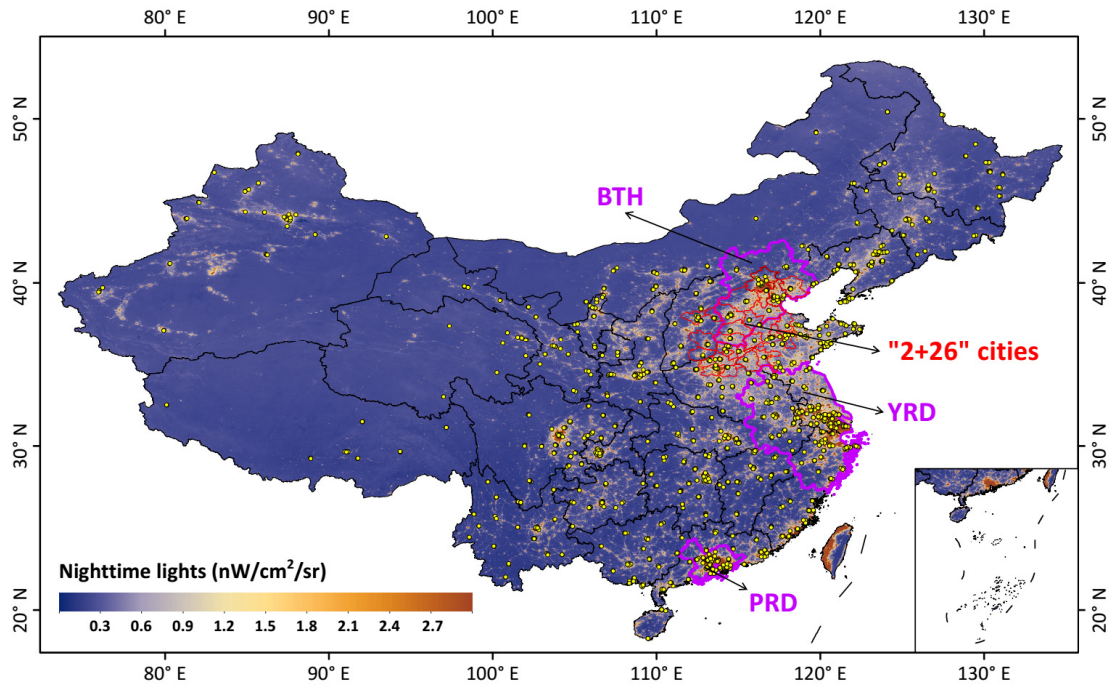 80° E 90° E 100° E 110° E 120° E 130° E
50° N 50° N
BTH
40° N 40° N
"2+26" cities
YRD
30° N 30° N
Nighttime lights (nW/cm²/sr)
0.3 0.6 0.9 1.2 1.5 1.8 2.1 2.4 2.7
PRD
20° N 20° N
80° E 90° E 100° E 110° E 120° E 130° E